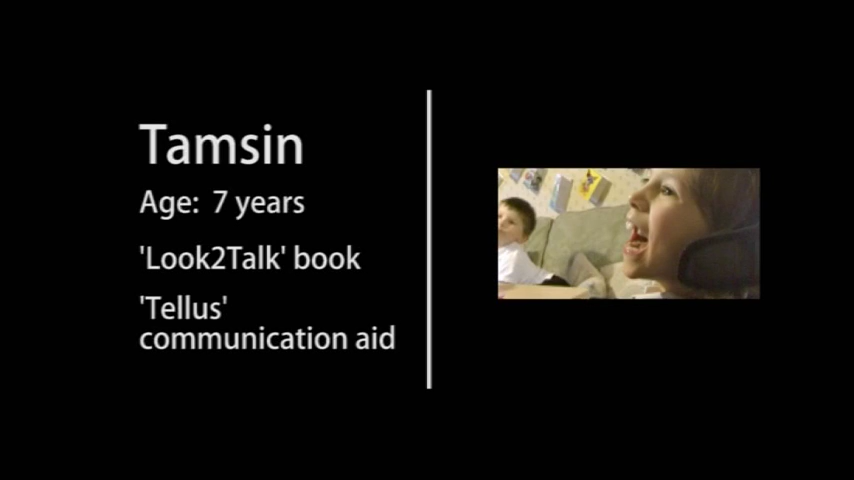 Tamsin
Age: 7 years
'Look2Talk' book
'Tellus'
communication aid